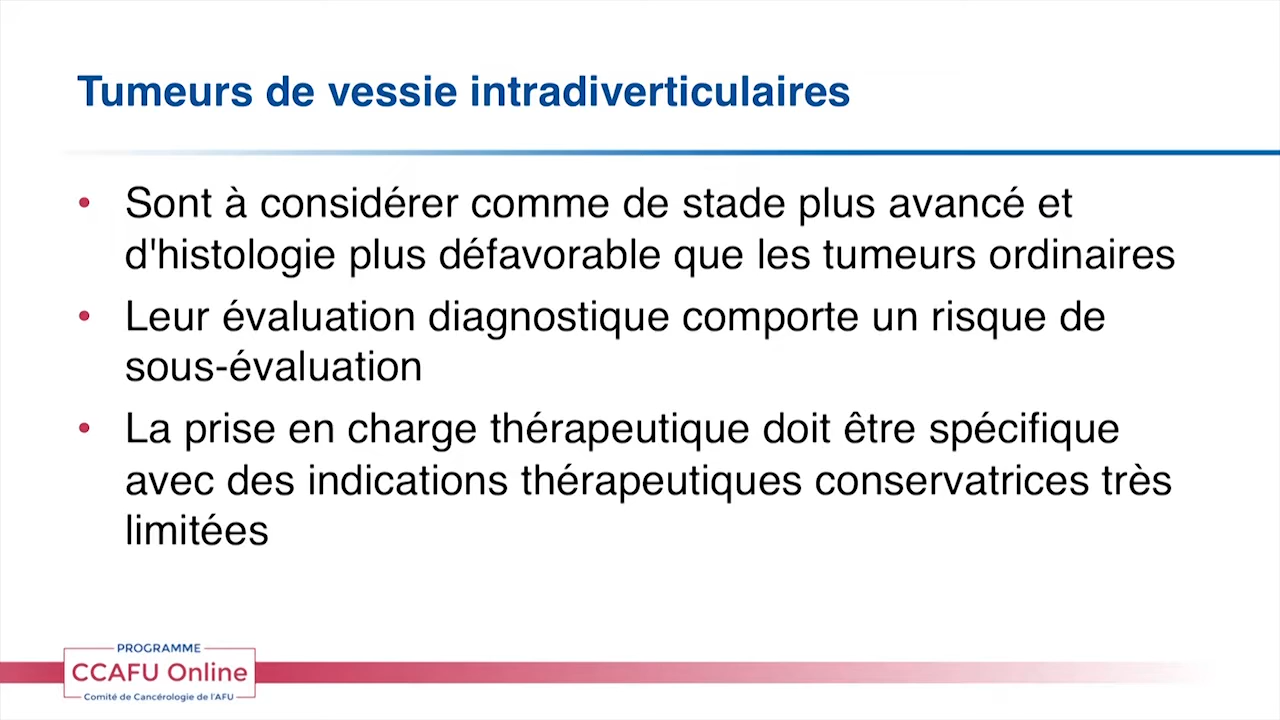 Tumeurs de vessie intradiverticulaires
• Sont à considérer comme de stade plus avancé et
d'histologie plus défavorable que les tumeurs ordinaires
• Leur évaluation diagnostique comporte un risque de
sous-évaluation
• La prise en charge thérapeutique doit être spécifique
avec des indications thérapeutiques conservatrices très
limitées
PROGRAMME
CCAFU Online
Comité de Cancérologie de l'AFU